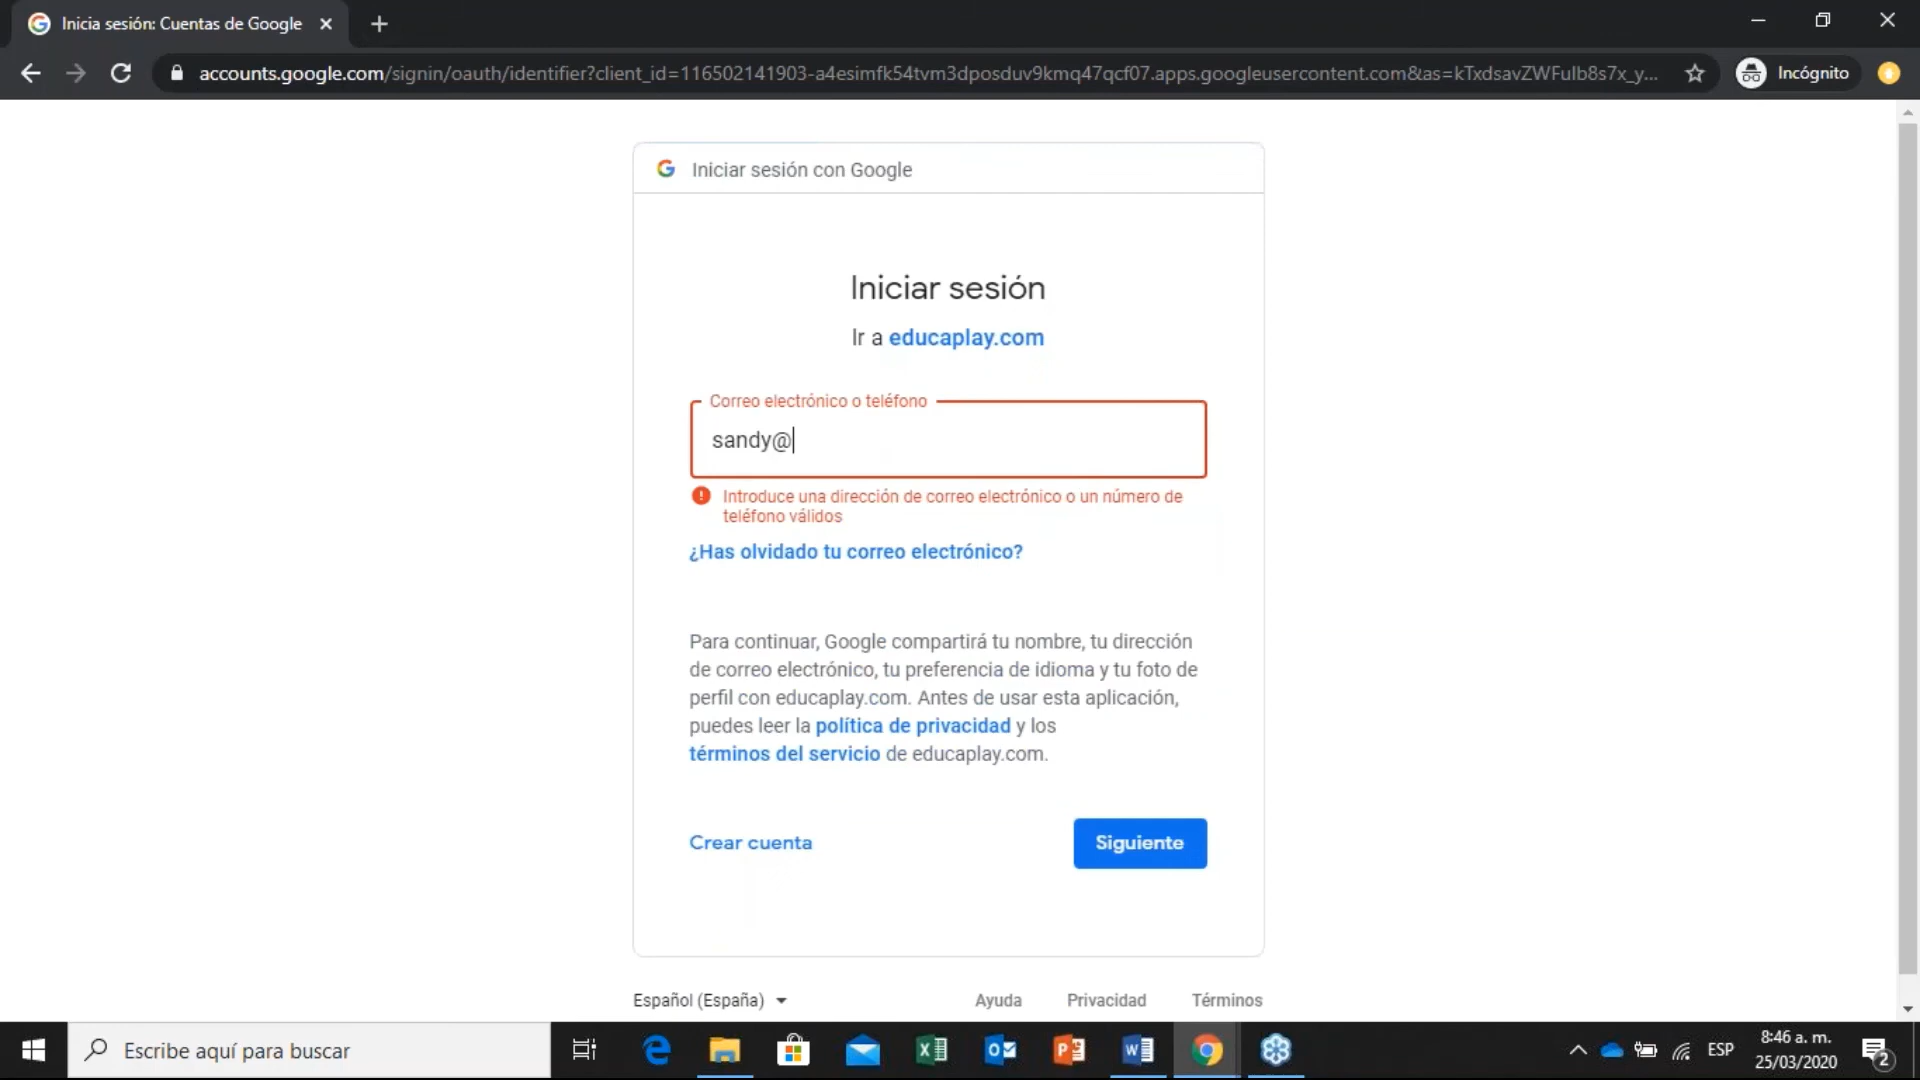 Inicia sesión: Cuentas de Google
accounts.google.com/signin/oauth/identifier?client_id=116502141903-a4esimfk54tvm3dposduv9kmq47qcf07.apps.googleusercontent.com&as=kTxdsavZWFulb8s7x_y...
Incógnito
Iniciar sesión con Google
Iniciar sesión
Ir a educaplay.com
Correo electrónico o teléfono
sandy@
Introduce una dirección de correo electrónico o un número de
teléfono válidos
¿Has olvidado tu correo electrónico?
Para continuar, Google compartirá tu nombre, tu dirección
de correo electrónico, tu preferencia de idioma y tu foto de
perfil con educaplay.com. Antes de usar esta aplicación,
puedes leer la política de privacidad y los
términos del servicio de educaplay.com.
Crear cuenta
Siguiente
Español (España)
Ayuda
Privacidad
Términos
Escribe aquí para buscar
ESP
8:46 a. m.
25/03/2020
2